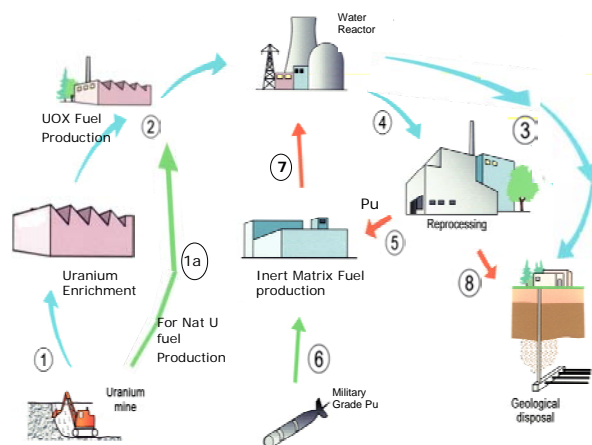 Water
Reactor
UOX Fuel
Production
2
4
3
7
Pu
Reprocessing
5
1a
Uranium
Enrichment
Inert Matrix Fuel
production
8
For Nat U
fuel
Production
1
6
Uranium
mine
Military
Grade Pu
Geological
disposal